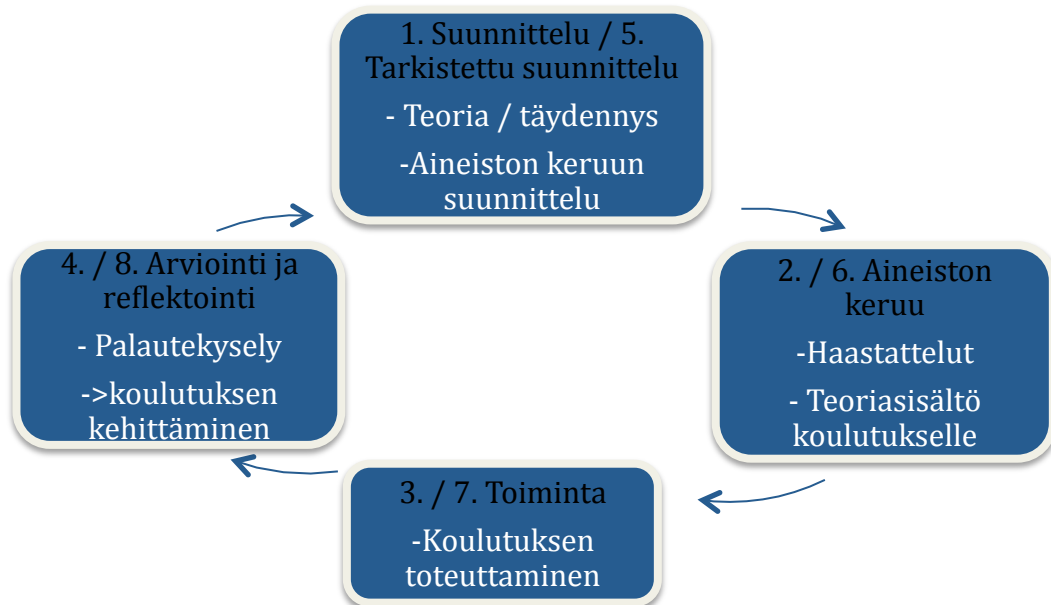 1. Suunnittelu / 5.
Tarkistettu suunnittelu
- Teoria / täydennys
-Aineiston keruun
suunnittelu
2. / 6. Aineiston
keruu
-Haastattelut
- Teoriasisältö
koulutukselle
3. / 7. Toiminta
-Koulutuksen
toteuttaminen
4. / 8. Arviointi ja
reflektointi
- Palautekysely
->koulutuksen
kehittäminen